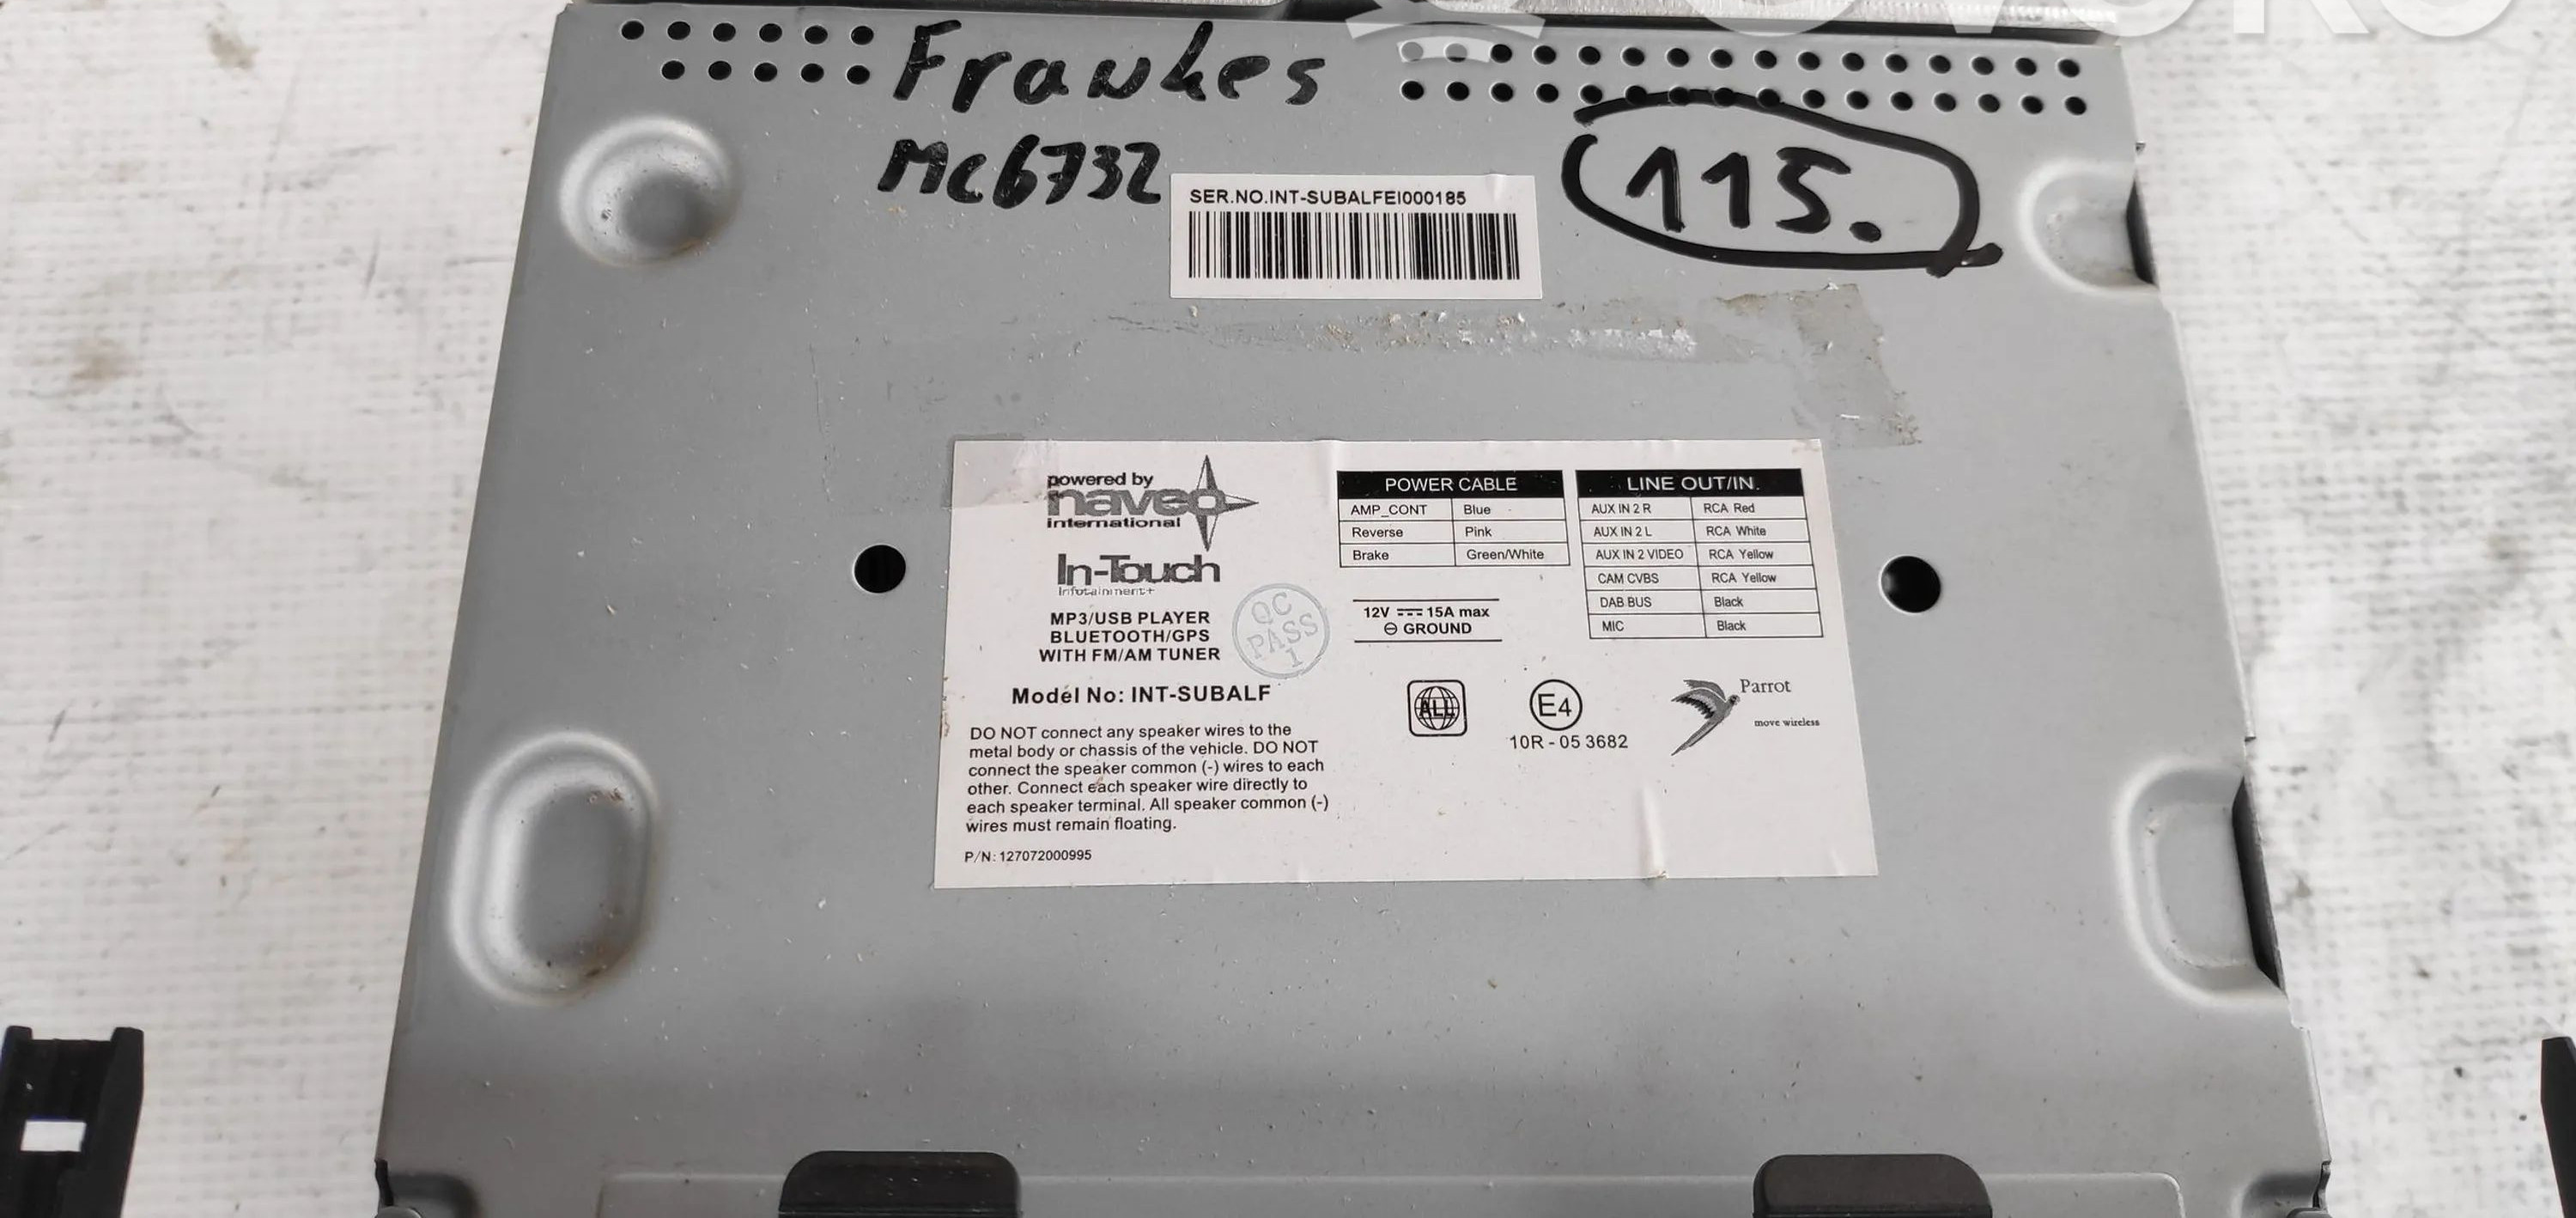 Frankes
MC6732
115.
SER.NO.INT-SUBALFEI000185
powered by
naveo
international
In-Touch
Infotainment+
MP3/USB PLAYER
BLUETOOTH/GPS
WITH FM/AM TUNER
QC
PASS
1
Model No: INT-SUBALF
DO NOT connect any speaker wires to the
metal body or chassis of the vehicle. DO NOT
connect the speaker common (-) wires to each
other. Connect each speaker wire directly to
each speaker terminal. All speaker common (-)
wires must remain floating.
P/N: 127072000995
POWER CABLE
AMP_CONT Blue
Reverse Pink
Brake Green/White
12V 15A max
⊖ GROUND
LINE OUT/IN.
AUX IN 2 R RCA Red
AUX IN 2 L RCA White
AUX IN 2 VIDEO RCA Yellow
CAM CVBS RCA Yellow
DAB BUS Black
MIC Black
ALL
E4
10R - 05 3682
Parrot
move wireless